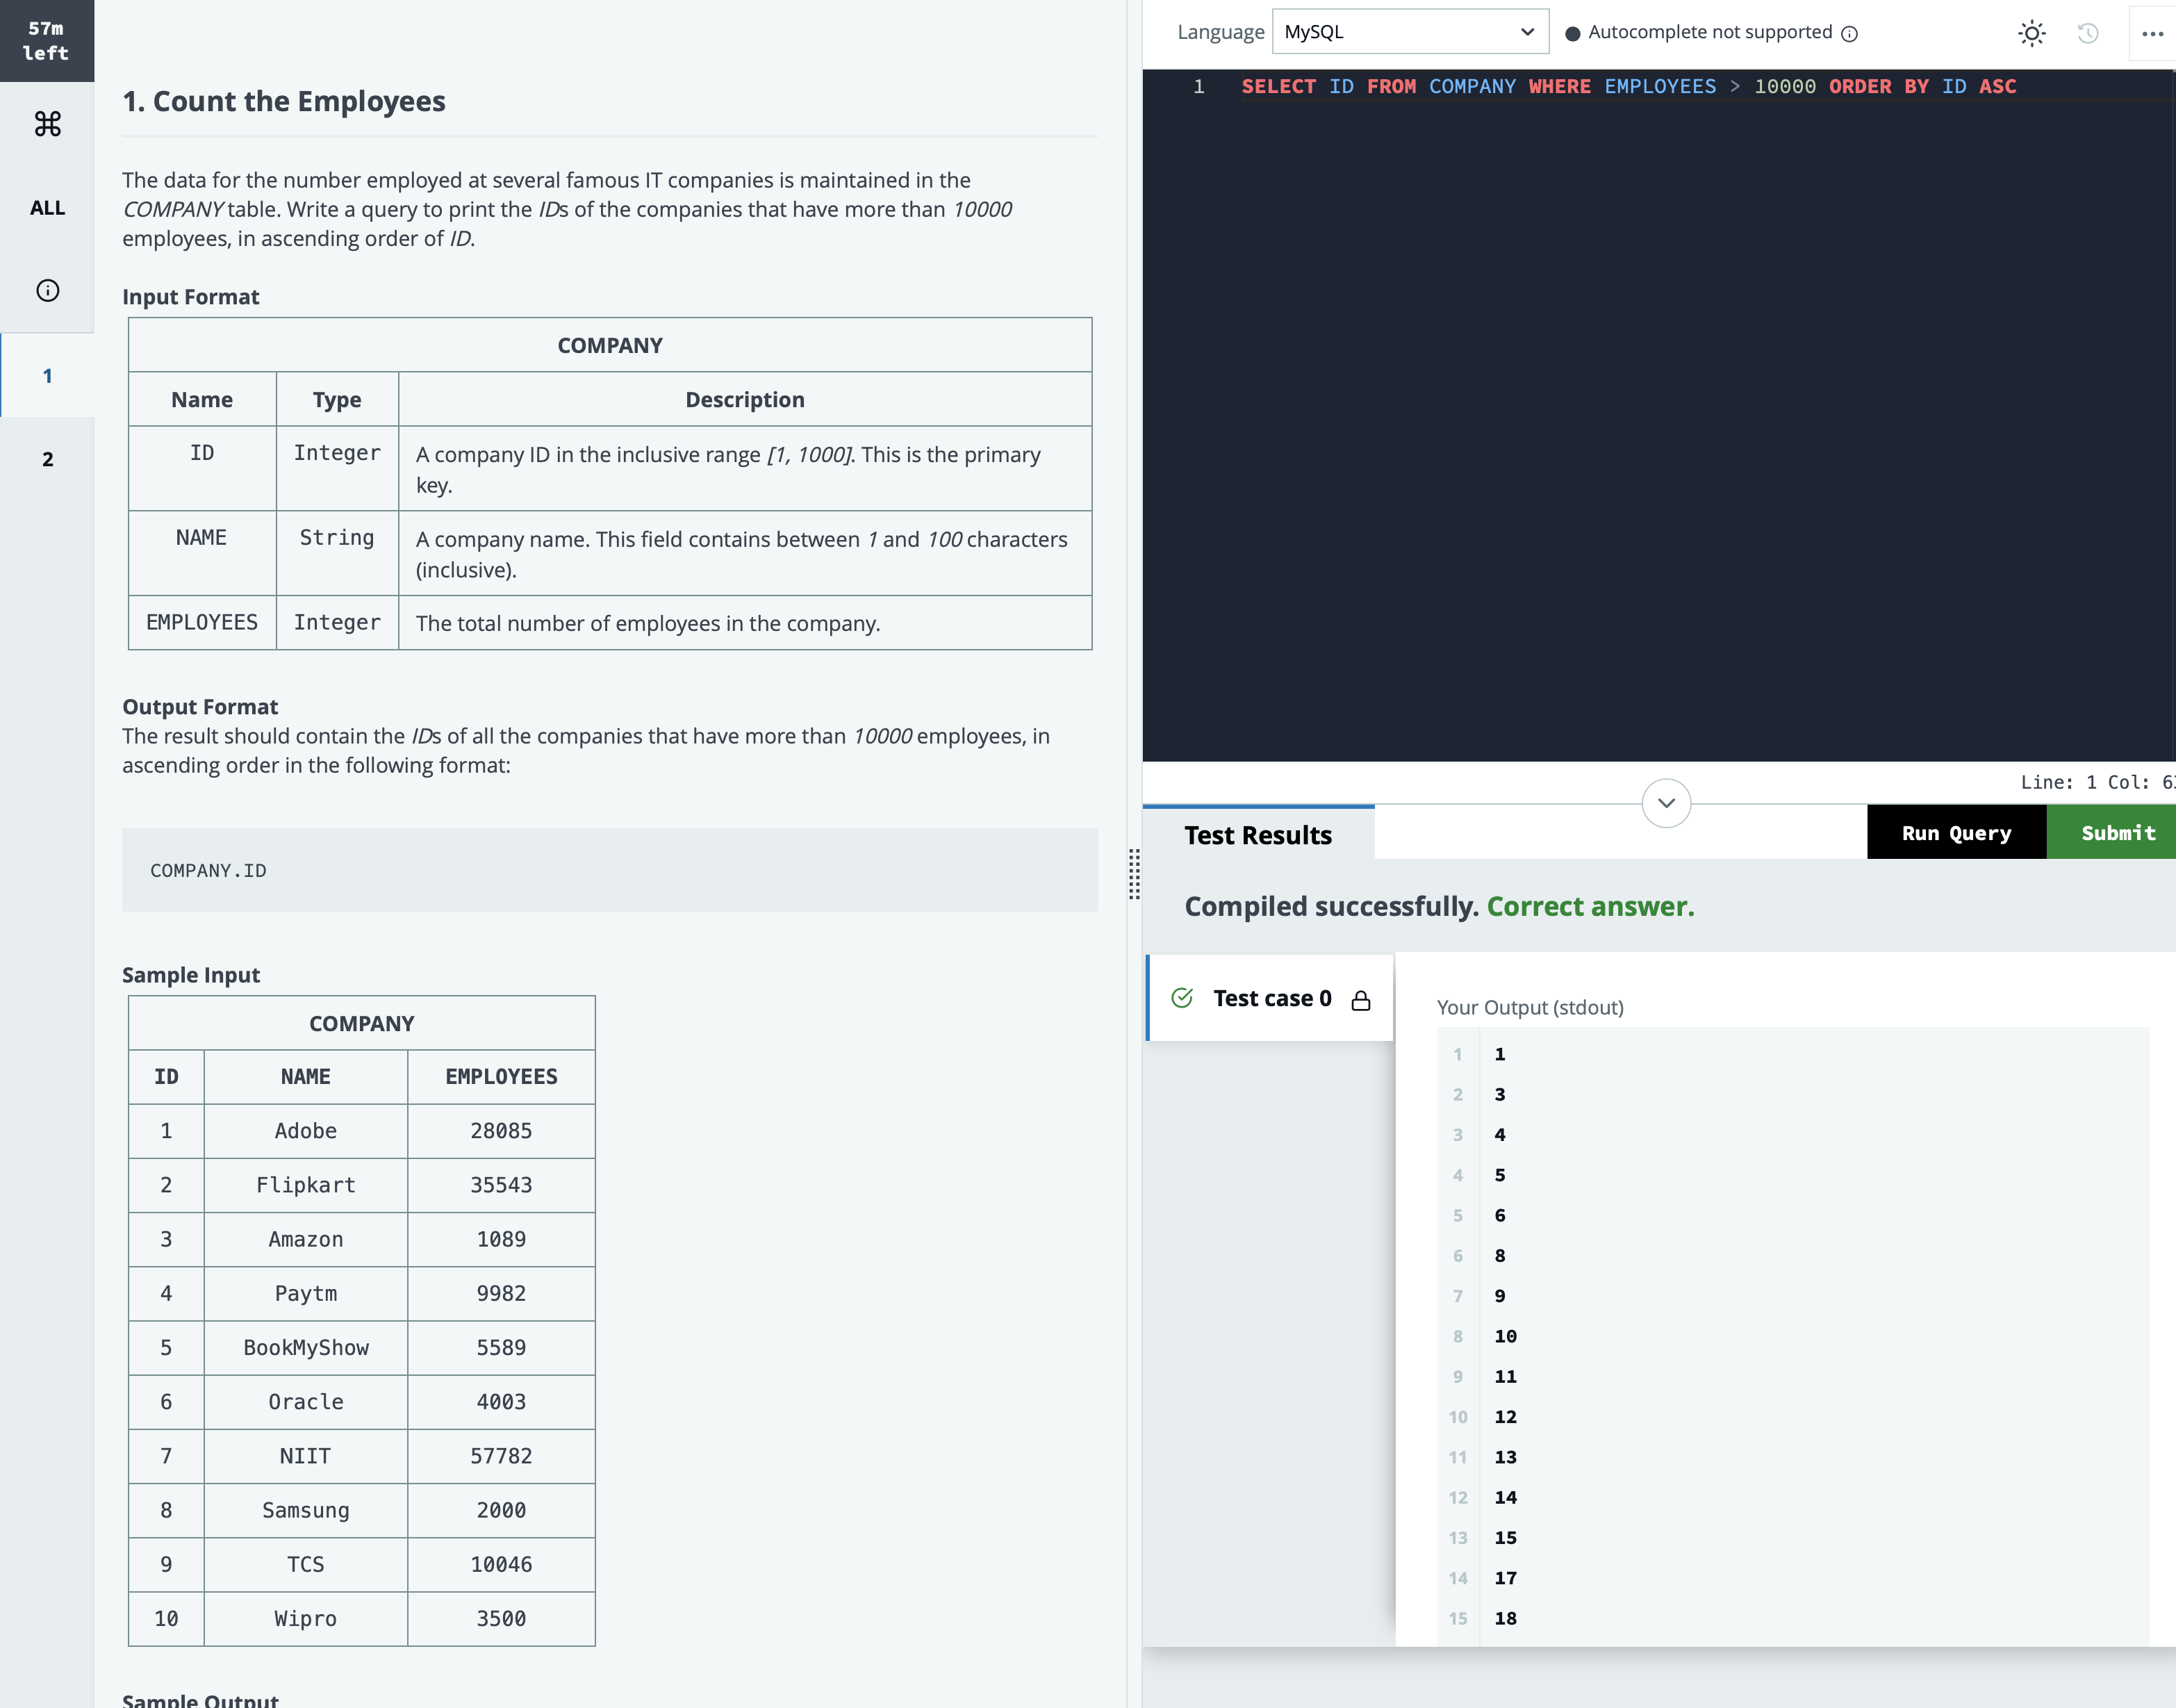 57m
left
ALL
1
2
1. Count the Employees
The data for the number employed at several famous IT companies is maintained in the
COMPANY table. Write a query to print the IDs of the companies that have more than 10000
employees, in ascending order of ID.
Input Format
COMPANY
Name Type Description
ID Integer A company ID in the inclusive range [1, 1000]. This is the primary
key.
NAME String A company name. This field contains between 1 and 100 characters
(inclusive).
EMPLOYEES Integer The total number of employees in the company.
Output Format
The result should contain the IDs of all the companies that have more than 10000 employees, in
ascending order in the following format:
COMPANY.ID
Sample Input
COMPANY
ID NAME EMPLOYEES
1 Adobe 28085
2 Flipkart 35543
3 Amazon 1089
4 Paytm 9982
5 BookMyShow 5589
6 Oracle 4003
7 NIIT 57782
8 Samsung 2000
9 TCS 10046
10 Wipro 3500
Sample Output
Language MySQL Autocomplete not supported
1 SELECT ID FROM COMPANY WHERE EMPLOYEES > 10000 ORDER BY ID ASC
Line: 1 Col:
Test Results Run Query Submit
Compiled successfully. Correct answer.
Test case 0
Your Output (stdout)
1 1
2 3
3 4
4 5
5 6
6 8
7 9
8 10
9 11
10 12
11 13
12 14
13 15
14 17
15 18